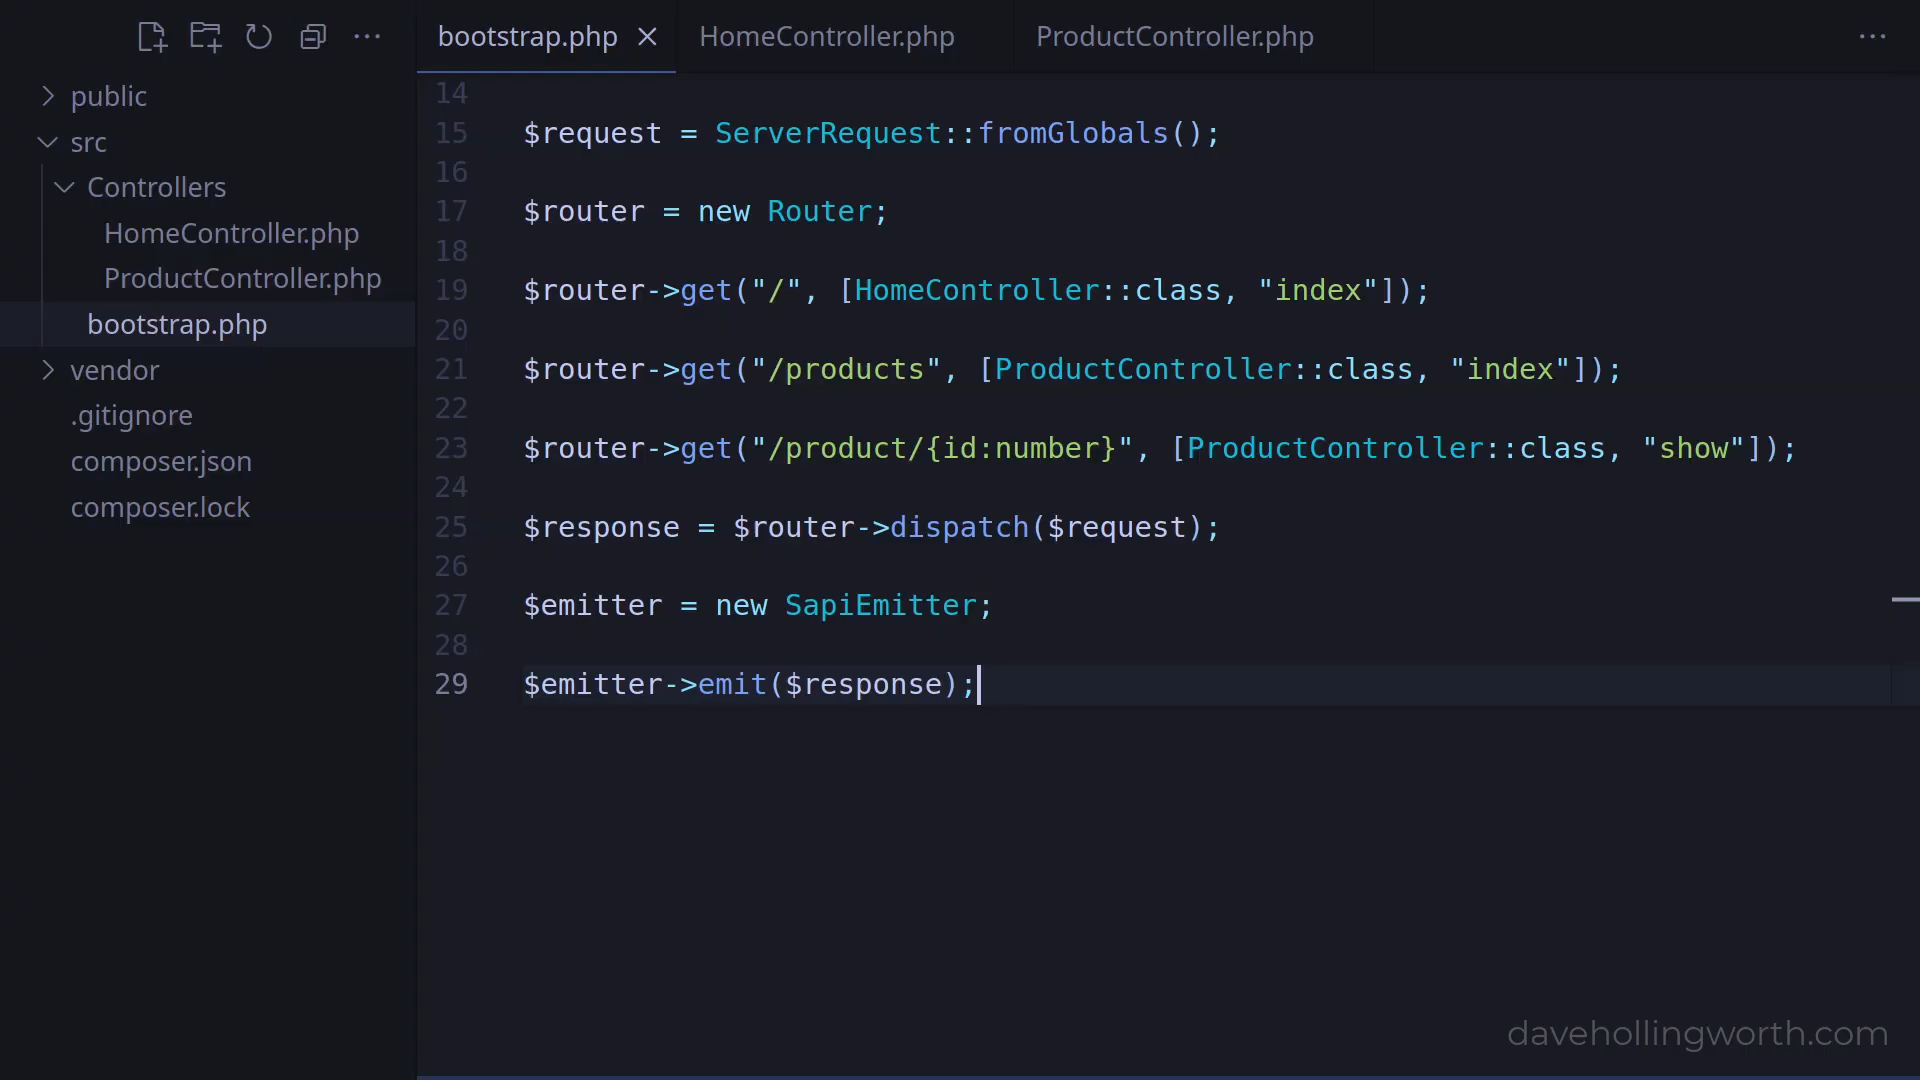 bootstrap.php
HomeController.php
ProductController.php
public
src
Controllers
HomeController.php
ProductController.php
bootstrap.php
vendor
.gitignore
composer.json
composer.lock
14
15 $request = ServerRequest::fromGlobals();
16
17 $router = new Router;
18
19 $router->get("/", [HomeController::class, "index"]);
20
21 $router->get("/products", [ProductController::class, "index"]);
22
23 $router->get("/product/{id:number}", [ProductController::class, "show"]);
24
25 $response = $router->dispatch($request);
26
27 $emitter = new SapiEmitter;
28
29 $emitter->emit($response);
davehollingworth.com